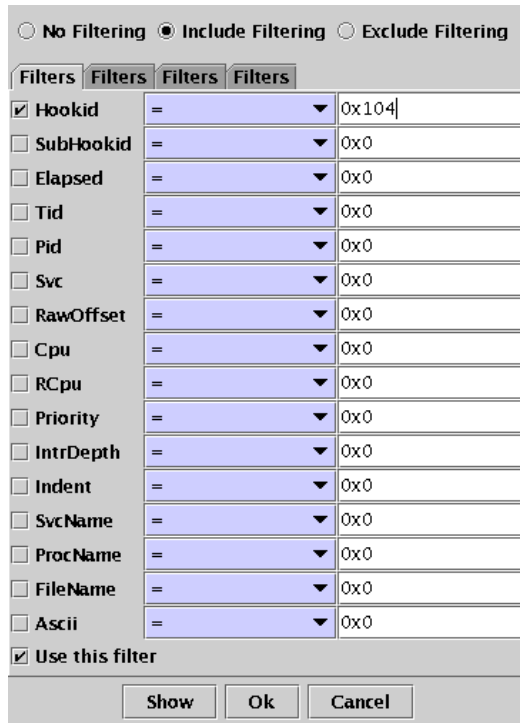 No Filtering Include Filtering Exclude Filtering
Filters Filters Filters Filters
Hookid = 0x104
SubHookid = 0x0
Elapsed = 0x0
Tid = 0x0
Pid = 0x0
Svc = 0x0
RawOffset = 0x0
Cpu = 0x0
RCpu = 0x0
Priority = 0x0
IntrDepth = 0x0
Indent = 0x0
SvcName = 0x0
ProcName = 0x0
FileName = 0x0
Ascii = 0x0
Use this filter
Show Ok Cancel